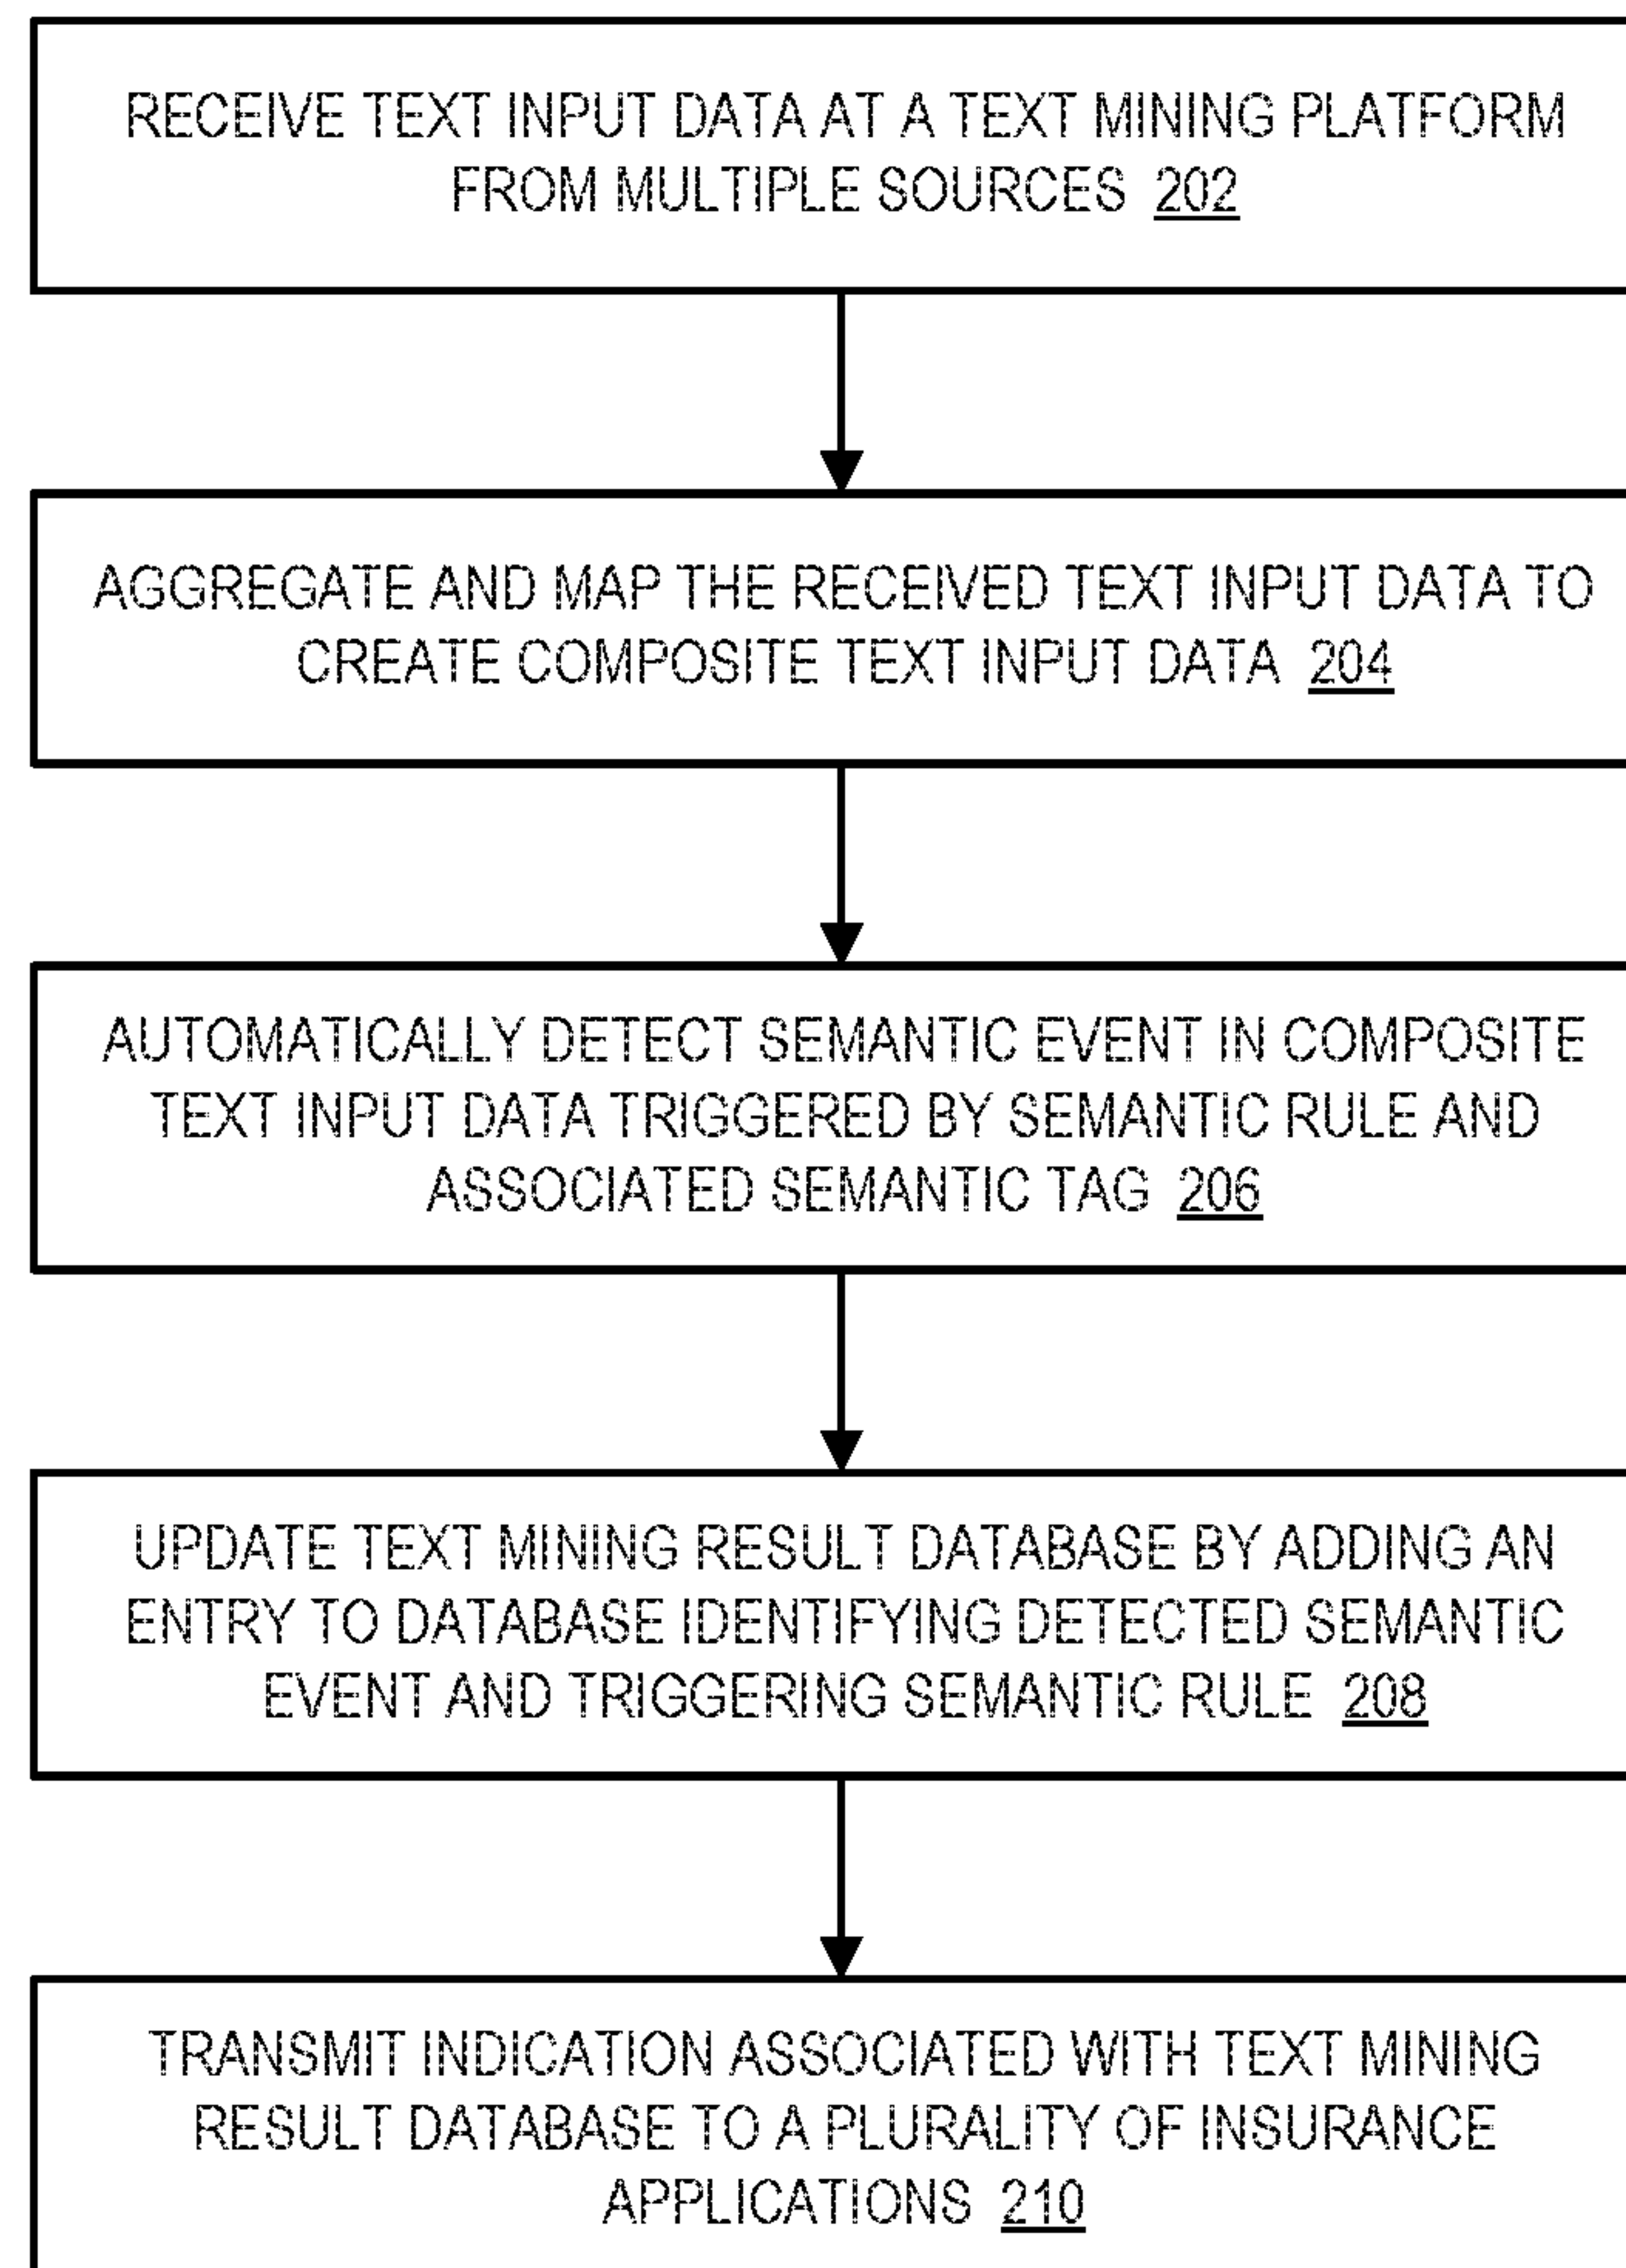 RECEIVE TEXT INPUT DATA AT A TEXT MINING PLATFORM
FROM MULTIPLE SOURCES 202
AGGREGATE AND MAP THE RECEIVED TEXT INPUT DATA TO
CREATE COMPOSITE TEXT INPUT DATA 204
AUTOMATICALLY DETECT SEMANTIC EVENT IN COMPOSITE
TEXT INPUT DATA TRIGGERED BY SEMANTIC RULE AND
ASSOCIATED SEMANTIC TAG 206
UPDATE TEXT MINING RESULT DATABASE BY ADDING AN
ENTRY TO DATABASE IDENTIFYING DETECTED SEMANTIC
EVENT AND TRIGGERING SEMANTIC RULE 208
TRANSMIT INDICATION ASSOCIATED WITH TEXT MINING
RESULT DATABASE TO A PLURALITY OF INSURANCE
APPLICATIONS 210